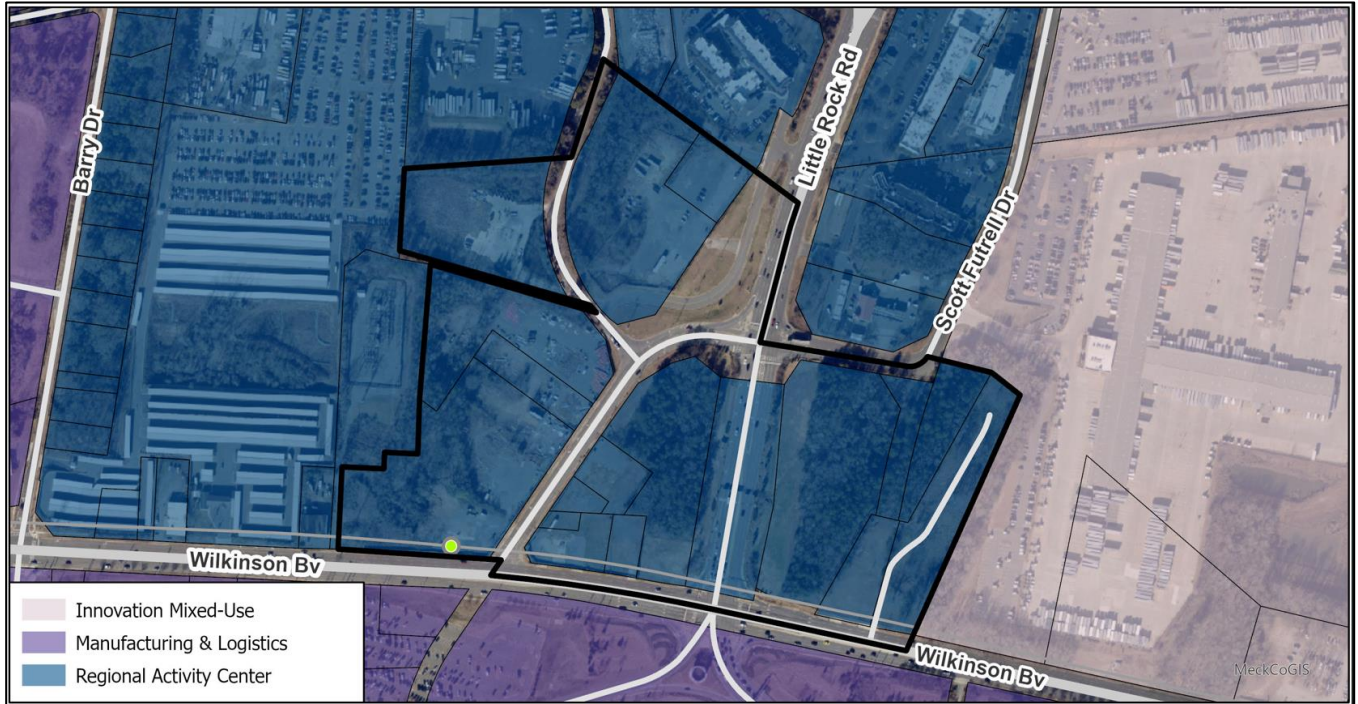 Little Rock Rd
Barry Dr
Scott Futrell Dr
Wilkinson Bv
Wilkinson Bv
Innovation Mixed-Use
Manufacturing & Logistics
Regional Activity Center
MeckCoGIS